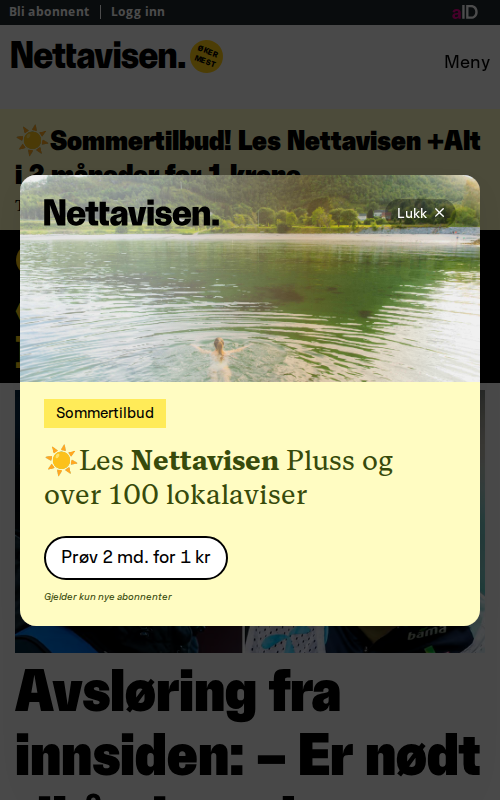 Bli abonnent | Logg inn
aID
Nettavisen.
ØKER
MEST
Meny
☀️Sommertilbud! Les Nettavisen +Alt
i 2 måneder for 1 krone
Nettavisen.
Lukk ✕
Sommertilbud
☀️Les Nettavisen Pluss og
over 100 lokalaviser
Prøv 2 md. for 1 kr
Gjelder kun nye abonnenter
bama
Avsløring fra
innsiden: – Er nødt